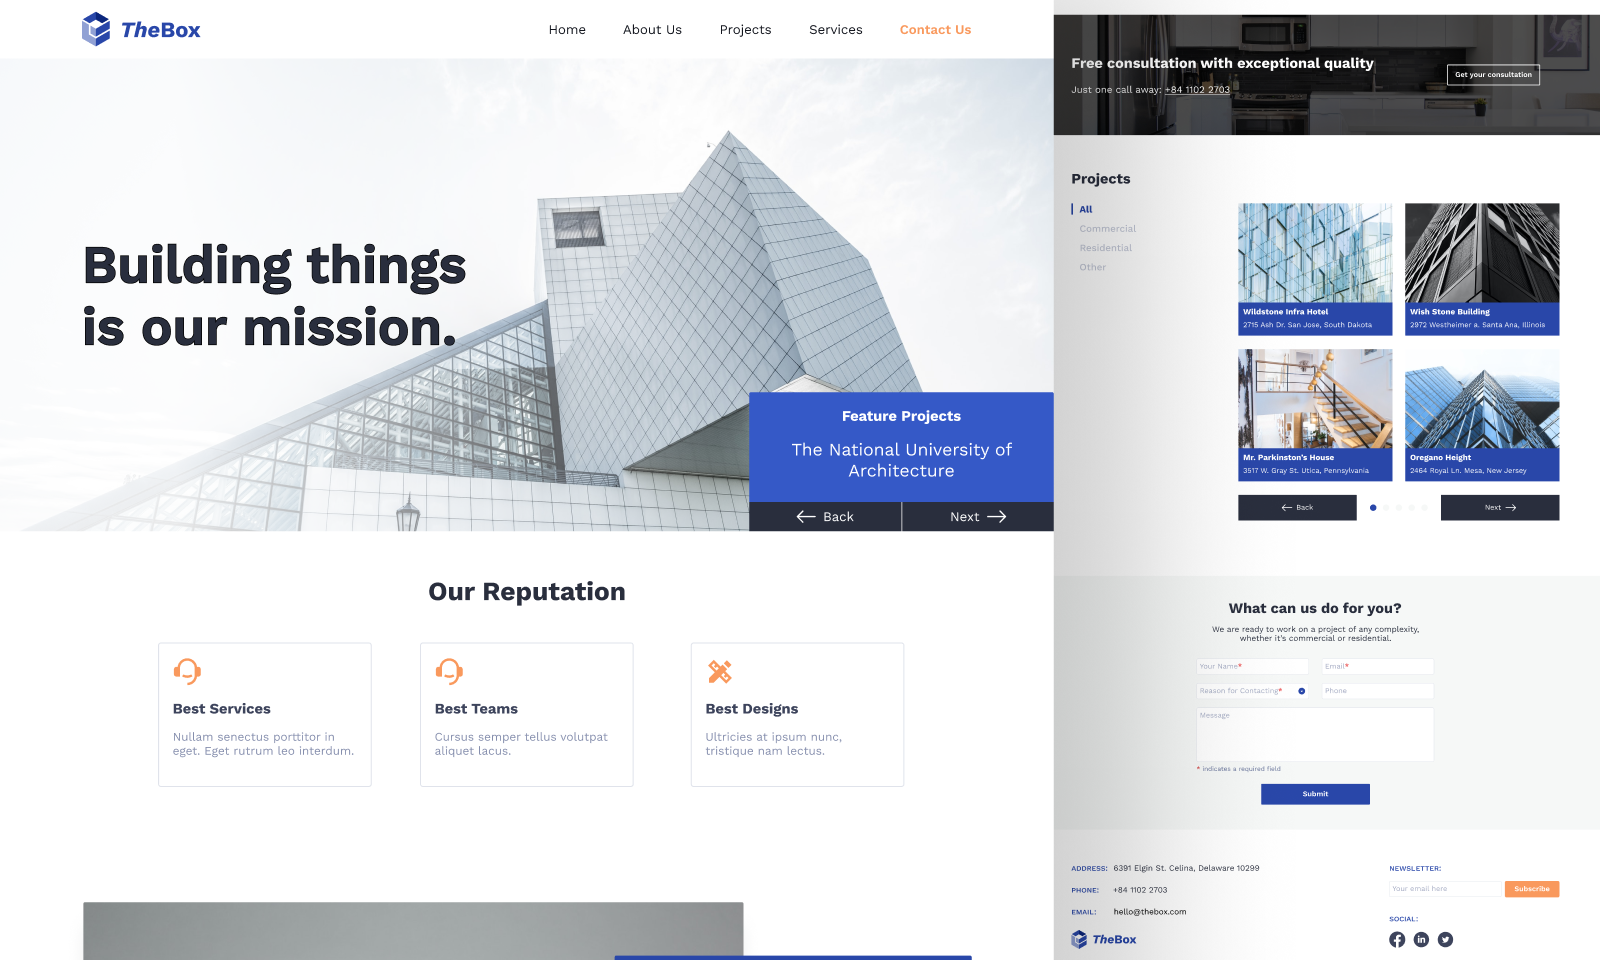 TheBox
Home
About Us
Projects
Services
Contact Us
Building things
is our mission.
Feature Projects
The National University of
Architecture
Back
Next
Our Reputation
Best Services
Nullam senectus porttitor in
eget. Eget rutrum leo interdum.
Best Teams
Cursus semper tellus volutpat
aliquet lacus.
Best Designs
Ultricies at ipsum nunc,
tristique nam lectus.
Free consultation with exceptional quality
Just one call away: +84 1102 2703
Get your consultation
Projects
All
Commercial
Residential
Other
Wildstone Infra Hotel
2715 Ash Dr. San Jose, South Dakota
Wish Stone Building
2972 Westheimer a. Santa Ana, Illinois
Mr. Parkinston's House
3517 W. Gray St. Utica, Pennsylvania
Oregano Height
2464 Royal Ln. Mesa, New Jersey
Back
Next
What can us do for you?
We are ready to work on a project of any complexity,
whether it's commercial or residential.
Your Name*
Email*
Reason for Contacting*
Phone
Message
* indicates a required field
Submit
ADDRESS: 6391 Elgin St. Celina, Delaware 10299
PHONE: +84 1102 2703
EMAIL: hello@thebox.com
TheBox
NEWSLETTER:
Your email here
Subscribe
SOCIAL: